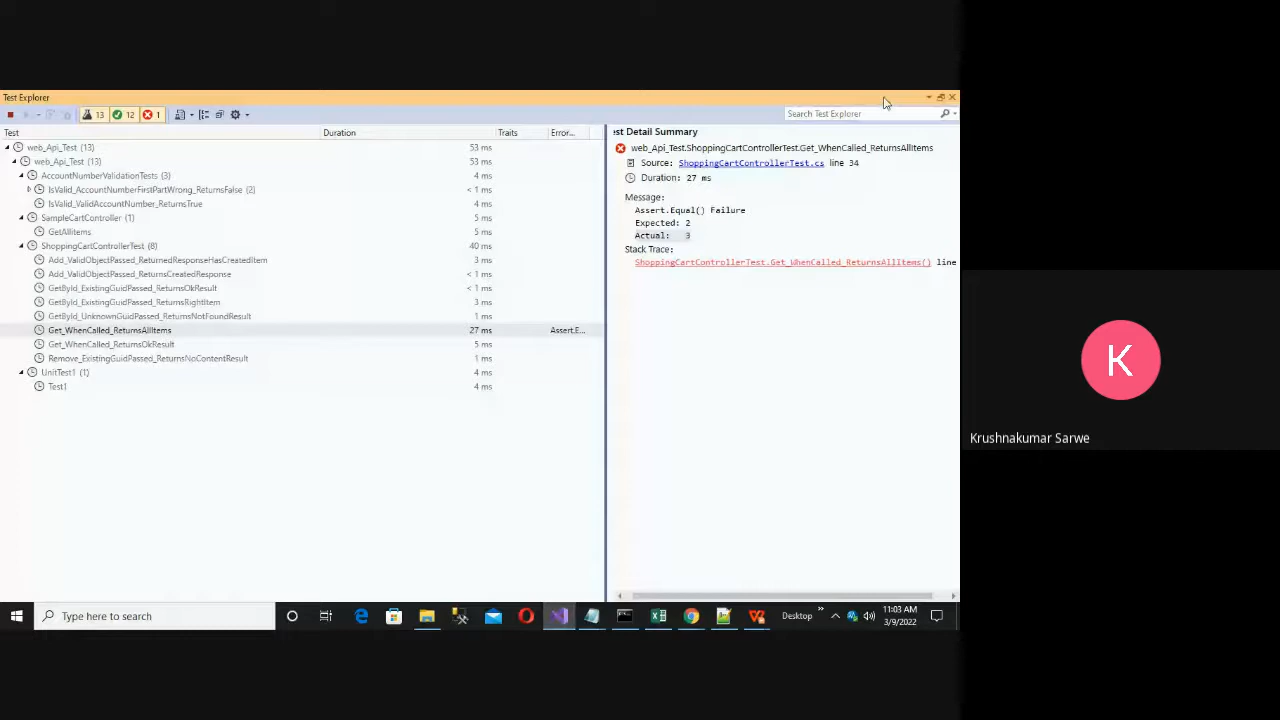 Test Explorer
13
12
1
Search Test Explorer
Test
Duration
Traits
Error...
web_Api_Test (13)
53 ms
web_Api_Test (13)
53 ms
AccountNumberValidationTests (3)
4 ms
IsValid_AccountNumberFirstPartWrong_ReturnsFalse (2)
< 1 ms
IsValid_ValidAccountNumber_ReturnsTrue
4 ms
SampleCartController (1)
5 ms
GetAllitems
5 ms
ShoppingCartControllerTest (8)
40 ms
Add_ValidObjectPassed_ReturnedResponseHasCreatedItem
3 ms
Add_ValidObjectPassed_ReturnsCreatedResponse
< 1 ms
GetById_ExistingGuidPassed_ReturnsOkResult
< 1 ms
GetById_ExistingGuidPassed_ReturnsRightItem
3 ms
GetById_UnknownGuidPassed_ReturnsNotFoundResult
1 ms
Get_WhenCalled_ReturnsAllItems
27 ms
Assert.E...
Get_WhenCalled_ReturnsOkResult
5 ms
Remove_ExistingGuidPassed_ReturnsNoContentResult
1 ms
UnitTest1 (1)
4 ms
Test1
4 ms
est Detail Summary
web_Api_Test.ShoppingCartControllerTest.Get_WhenCalled_ReturnsAllItems
Source: ShoppingCartControllerTest.cs line 34
Duration: 27 ms
Message:
Assert.Equal() Failure
Expected: 2
Actual: 3
Stack Trace:
ShoppingCartControllerTest.Get_WhenCalled_ReturnsAllItems() line
K
Krushnakumar Sarwe
Type here to search
Desktop
11:03 AM
3/9/2022